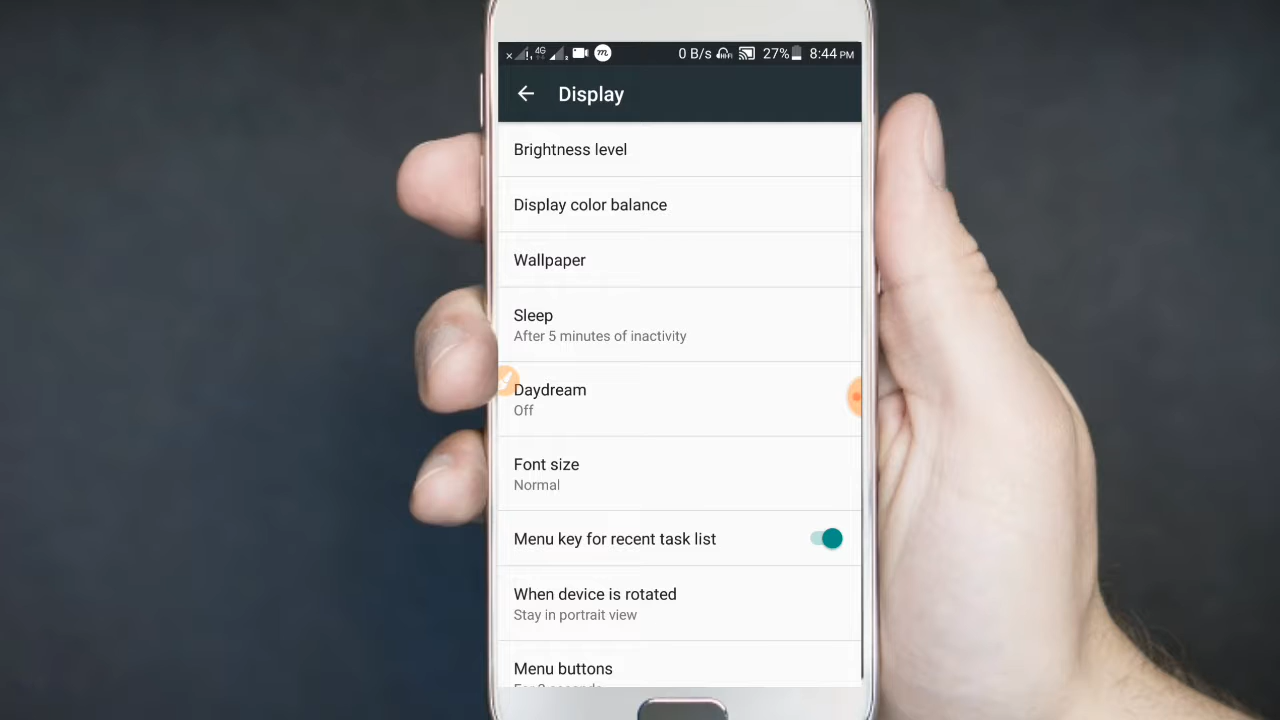 4G
0 B/s 27% 8:44 PM
Display
Brightness level
Display color balance
Wallpaper
Sleep
After 5 minutes of inactivity
Daydream
Off
Font size
Normal
Menu key for recent task list
When device is rotated
Stay in portrait view
Menu buttons